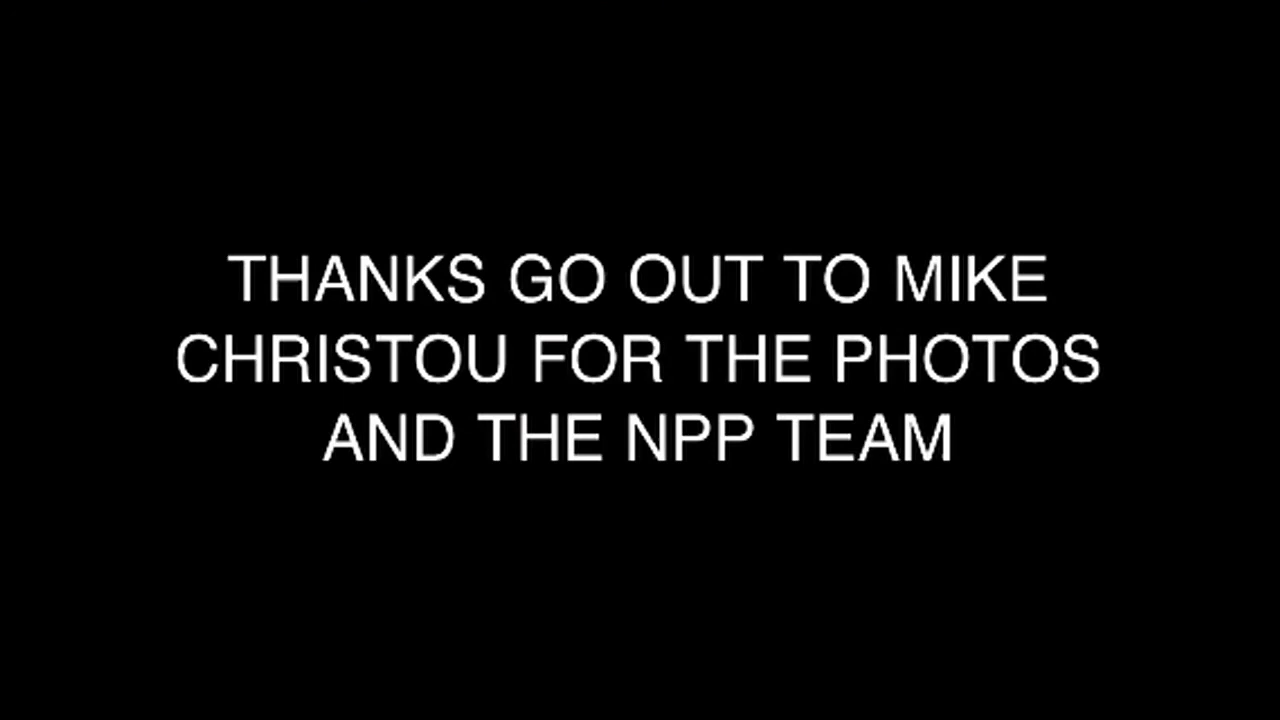 THANKS GO OUT TO MIKE
CHRISTOU FOR THE PHOTOS
AND THE NPP TEAM